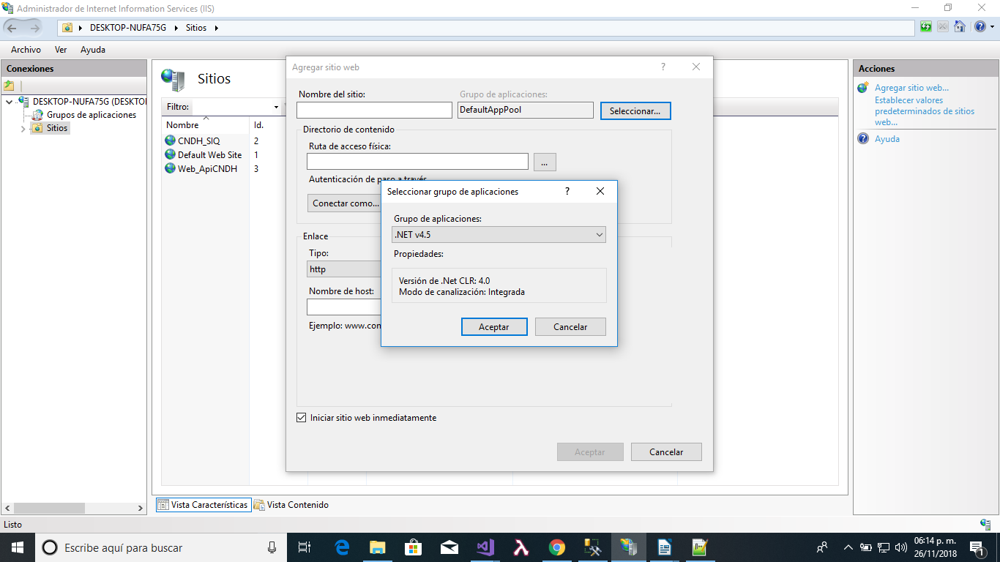 Administrador de Internet Information Services (IIS)
DESKTOP-NUFA75G
Sitios
Archivo Ver Ayuda
Conexiones
DESKTOP-NUFA75G (DESKTO
Grupos de aplicaciones
Sitios
Sitios
Filtro:
Nombre Id.
CNDH_SIQ 2
Default Web Site 1
Web_ApiCNDH 3
Agregar sitio web ?
Nombre del sitio: Grupo de aplicaciones:
DefaultAppPool Seleccionar...
Directorio de contenido
Ruta de acceso física:
...
Autenticación de paso a través
Conectar como...
Enlace
Tipo:
http
Nombre de host:
Ejemplo: www.con
Iniciar sitio web inmediatamente
Aceptar Cancelar
Seleccionar grupo de aplicaciones ?
Grupo de aplicaciones:
.NET v4.5
Propiedades:
Versión de .Net CLR: 4.0
Modo de canalización: Integrada
Aceptar Cancelar
Acciones
Agregar sitio web...
Establecer valores
predeterminados de sitios
web...
Ayuda
Vista Características Vista Contenido
Listo
Escribe aquí para buscar
06:14 p. m.
26/11/2018
1